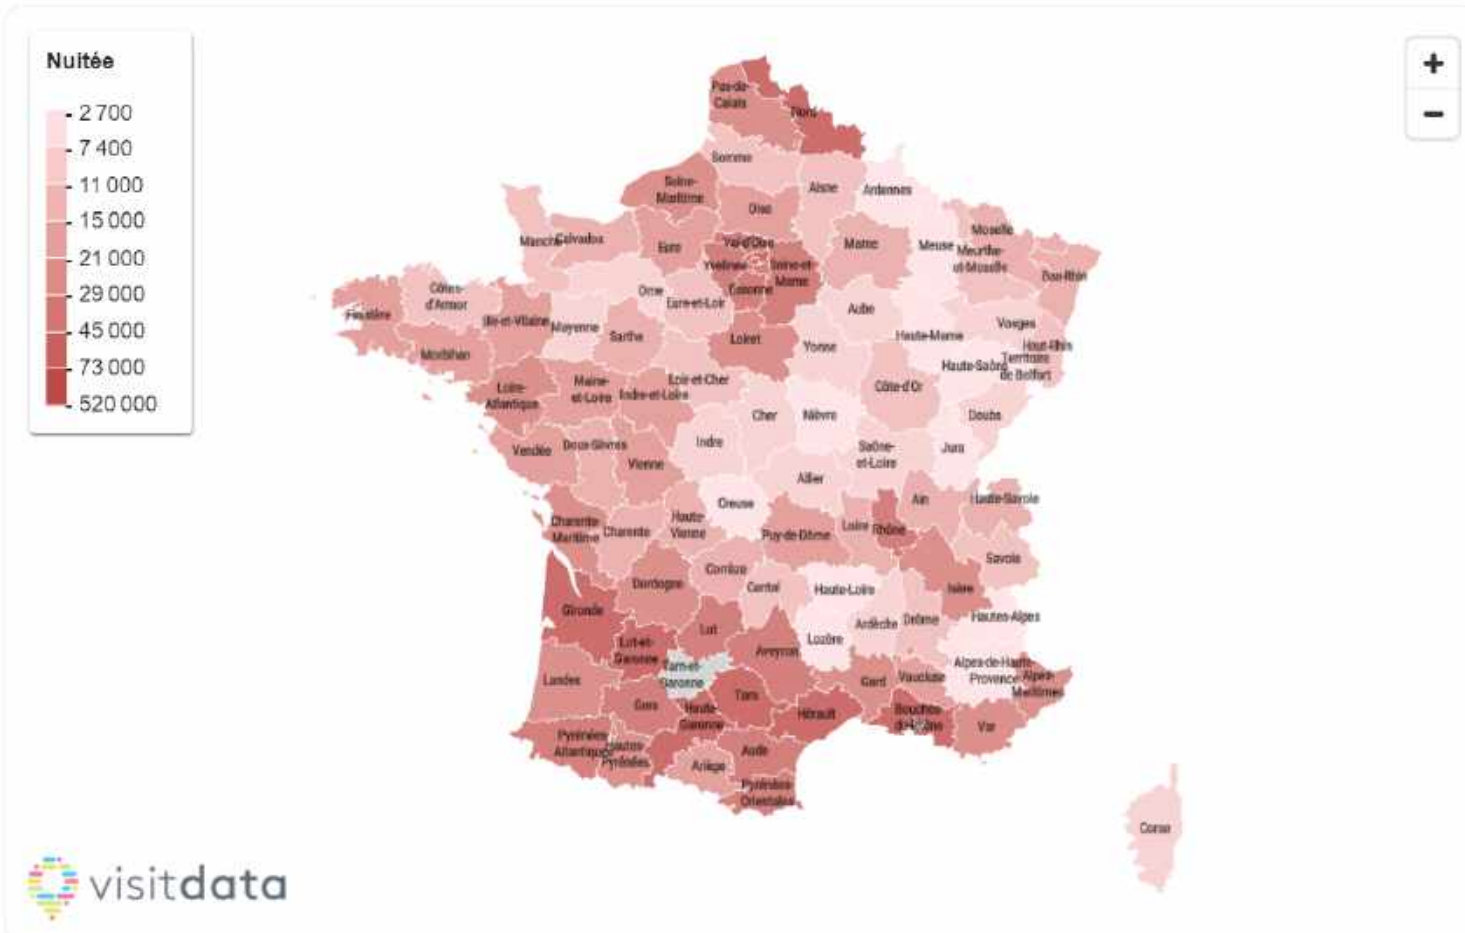 Nuitée
2 700
7 400
11 000
15 000
21 000
29 000
45 000
73 000
520 000
+
−
Pas-de-
Calais
Nord
Somme
Seine-
Maritime
Aisne
Ardennes
Oise
Manche
Calvados
Eure
Val-d'Oise
Marne
Meuse
Moselle
Meurthe-
et-Moselle
Bas-Rhin
Yvelines
Seine-et-
Marne
Essonne
Côtes-
d'Armor
Orne
Eure-et-Loir
Finistère
Ille-et-Vilaine
Mayenne
Aube
Vosges
Sarthe
Loiret
Yonne
Haute-Marne
Haut-Rhin
Morbihan
Haute-Saône
Territoire
de Belfort
Loire-
Atlantique
Maine-
et-Loire
Indre-et-Loire
Loir-et-Cher
Côte-d'Or
Cher
Nièvre
Doubs
Vendée
Deux-Sèvres
Indre
Saône-
et-Loire
Jura
Vienne
Allier
Creuse
Ain
Haute-Savoie
Charente-
Maritime
Charente
Haute-
Vienne
Puy-de-Dôme
Loire
Rhône
Savoie
Corrèze
Dordogne
Cantal
Haute-Loire
Isère
Gironde
Ardèche
Drôme
Hautes-Alpes
Lot-et-
Garonne
Lot
Aveyron
Lozère
Tarn-et-
Garonne
Landes
Gard
Vaucluse
Alpes-de-Haute-
Provence
Alpes-
Maritimes
Gers
Haute-
Garonne
Tarn
Hérault
Bouches-
du-Rhône
Var
Pyrénées-
Atlantiques
Hautes-
Pyrénées
Ariège
Aude
Pyrénées-
Orientales
Corse
visitdata